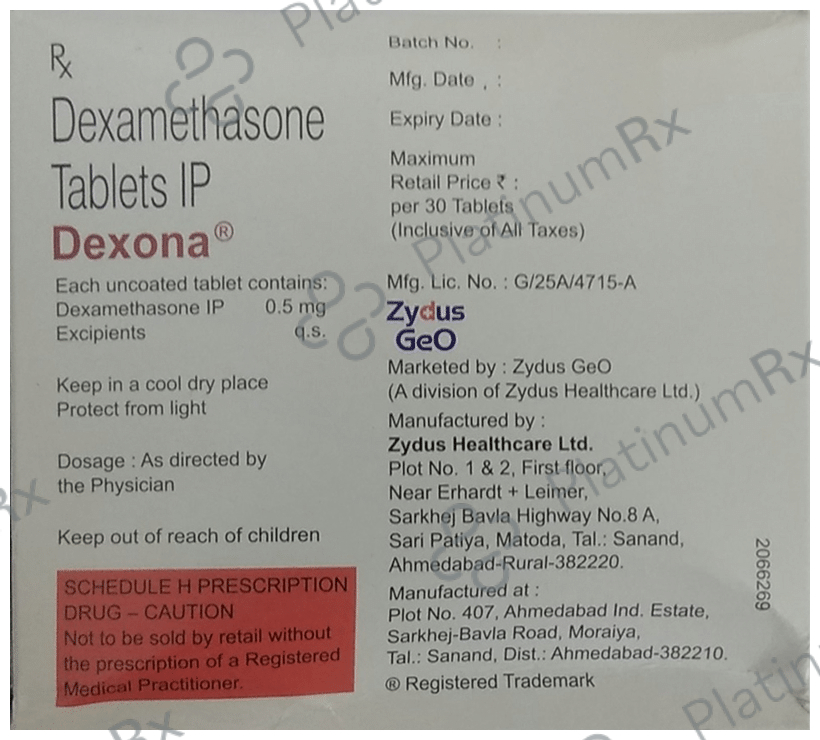 Rx
Dexamethasone
Tablets IP
Dexona®
Each uncoated tablet contains:
Dexamethasone IP 0.5 mg
Excipients q.s.
Keep in a cool dry place
Protect from light
Dosage : As directed by
the Physician
Keep out of reach of children
SCHEDULE H PRESCRIPTION
DRUG – CAUTION
Not to be sold by retail without
the prescription of a Registered
Medical Practitioner.
Batch No. :
Mfg. Date :
Expiry Date :
Maximum
Retail Price ₹ :
per 30 Tablets
(Inclusive of All Taxes)
Mfg. Lic. No. : G/25A/4715-A
Zydus
GeO
Marketed by : Zydus GeO
(A division of Zydus Healthcare Ltd.)
Manufactured by :
Zydus Healthcare Ltd.
Plot No. 1 & 2, First floor,
Near Erhardt + Leimer,
Sarkhej Bavla Highway No.8 A,
Sari Patiya, Matoda, Tal.: Sanand,
Ahmedabad-Rural-382220.
Manufactured at :
Plot No. 407, Ahmedabad Ind. Estate,
Sarkhej-Bavla Road, Moraiya,
Tal.: Sanand, Dist.: Ahmedabad-382210.
® Registered Trademark
2066269
PlatinumRx
PlatinumRx
Platinum
Platin
Rx
Rx